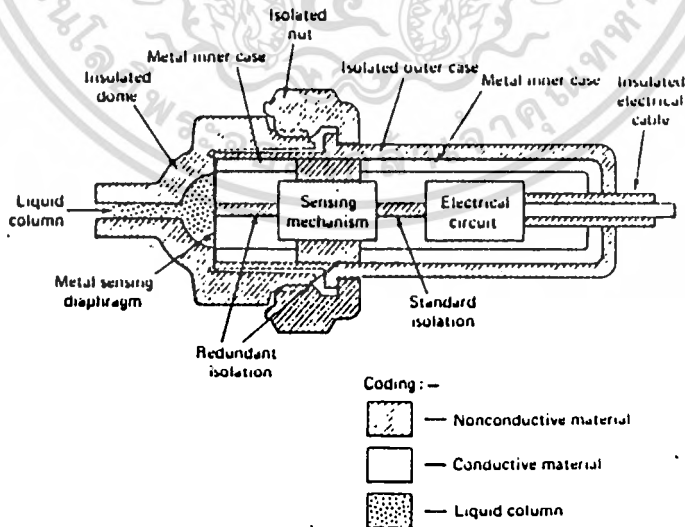 Isolated
nut
Metal inner case
Insulated
dome
Isolated outer case
Metal inner case
Insulated
electrical
cable
Liquid
column
Sensing
mechanism
Electrical
circuit
Metal sensing
diaphragm
Standard
isolation
Redundant
isolation
Coding : –
— Nonconductive material
— Conductive material
— Liquid column